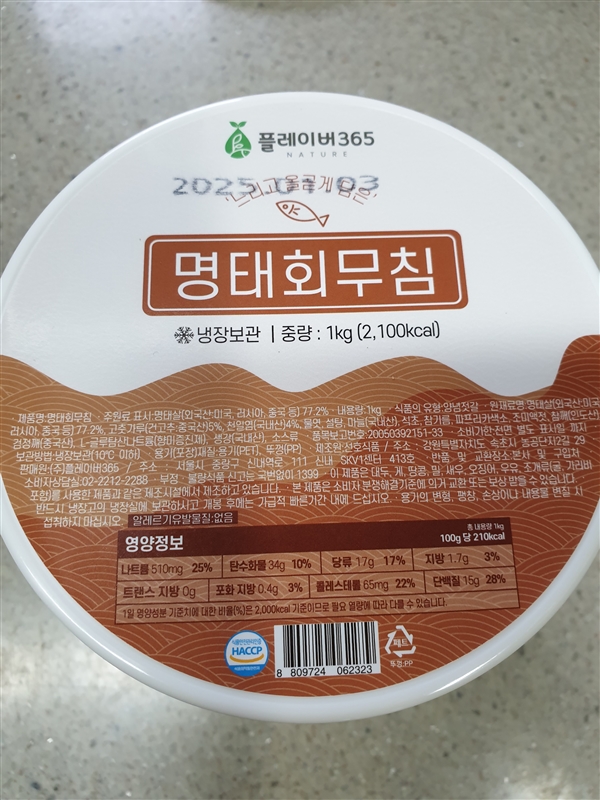 플레이버365
NATURE
2025 01 03
느리고 올곧게 담은
명태회무침
냉장보관 | 중량 : 1kg (2,100kcal)
제품명:명태회무침 · 주원료 표시:명태살(외국산:미국, 러시아, 중국 등) 77.2% · 내용량:1kg · 식품의 유형:양념젓갈 · 원재료명:명태살(외국산:미국,
러시아, 중국 등) 77.2%, 고춧가루(건고추:중국산)5%, 천일염(국내산)4%, 물엿, 설탕, 마늘(국내산), 식초, 참기름, 파프리카색소, 조미액젓, 참깨(인도산),
검정깨(중국산), L-글루탐산나트륨(향미증진제), 생강(국내산), 소스류 · 품목보고번호:20050392151-33 · 소비기한:전면 별도 표시일 까지
보관방법:냉장보관(10℃ 이하) · 용기(포장)재질:용기(PET), 뚜껑(PP) · 제조원:상호식품 / 주소 : 강원특별자치도 속초시 농공단지2길 29
판매원:(주)플레이버365 / 주소 : 서울시 중랑구 신내역로 111 신내 SKV1센터 413호 · 반품 및 교환장소:본사 및 구입처
소비자상담실:02-2212-2288 · 부정·불량식품 신고는 국번없이 1399 · 이 제품은 대두, 게, 땅콩, 밀, 새우, 오징어, 우유, 조개류(굴, 가리비
포함)를 사용한 제품과 같은 제조시설에서 제조하고 있습니다. · 본 제품은 소비자 분쟁해결기준에 의거 교환 또는 보상 받을 수 있습니다.
반드시 냉장고의 냉장실에 보관하시고 개봉 후에는 가급적 빠른기간 내에 드십시오 · 용기의 변형, 팽창, 손상이나 내용물 변질 시
섭취하지 마십시오 알레르기유발물질:없음
영양정보 총 내용량 1kg 100g 당 210kcal
나트륨 510mg 25% 탄수화물 34g 10% 당류 17g 17% 지방 1.7g 3%
트랜스 지방 0g 포화 지방 0.4g 3% 콜레스테롤 65mg 22% 단백질 15g 28%
1일 영양성분 기준치에 대한 비율(%)은 2,000kcal 기준이므로 필요 열량에 따라 다를 수 있습니다.
HACCP
8 809724 062323
페트
뚜껑:PP